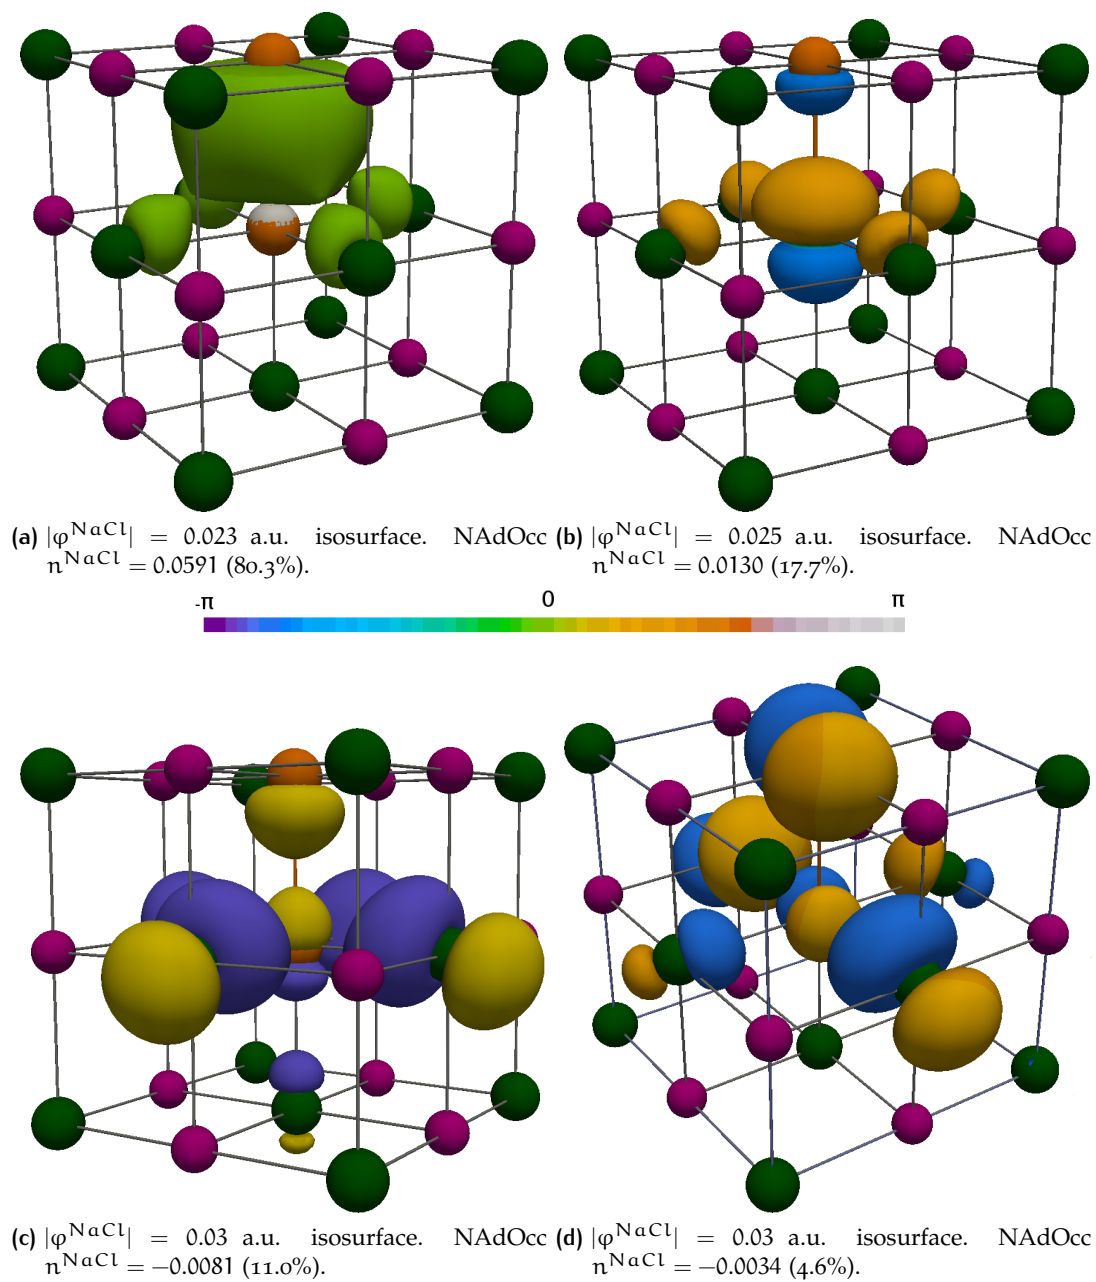 (a) |φ^NaCl| = 0.023 a.u. isosurface. NAdOcc
n^NaCl = 0.0591 (80.3%).
(b) |φ^NaCl| = 0.025 a.u. isosurface. NAdOcc
n^NaCl = 0.0130 (17.7%).
-π 0 π
(c) |φ^NaCl| = 0.03 a.u. isosurface. NAdOcc
n^NaCl = −0.0081 (11.0%).
(d) |φ^NaCl| = 0.03 a.u. isosurface. NAdOcc
n^NaCl = −0.0034 (4.6%).